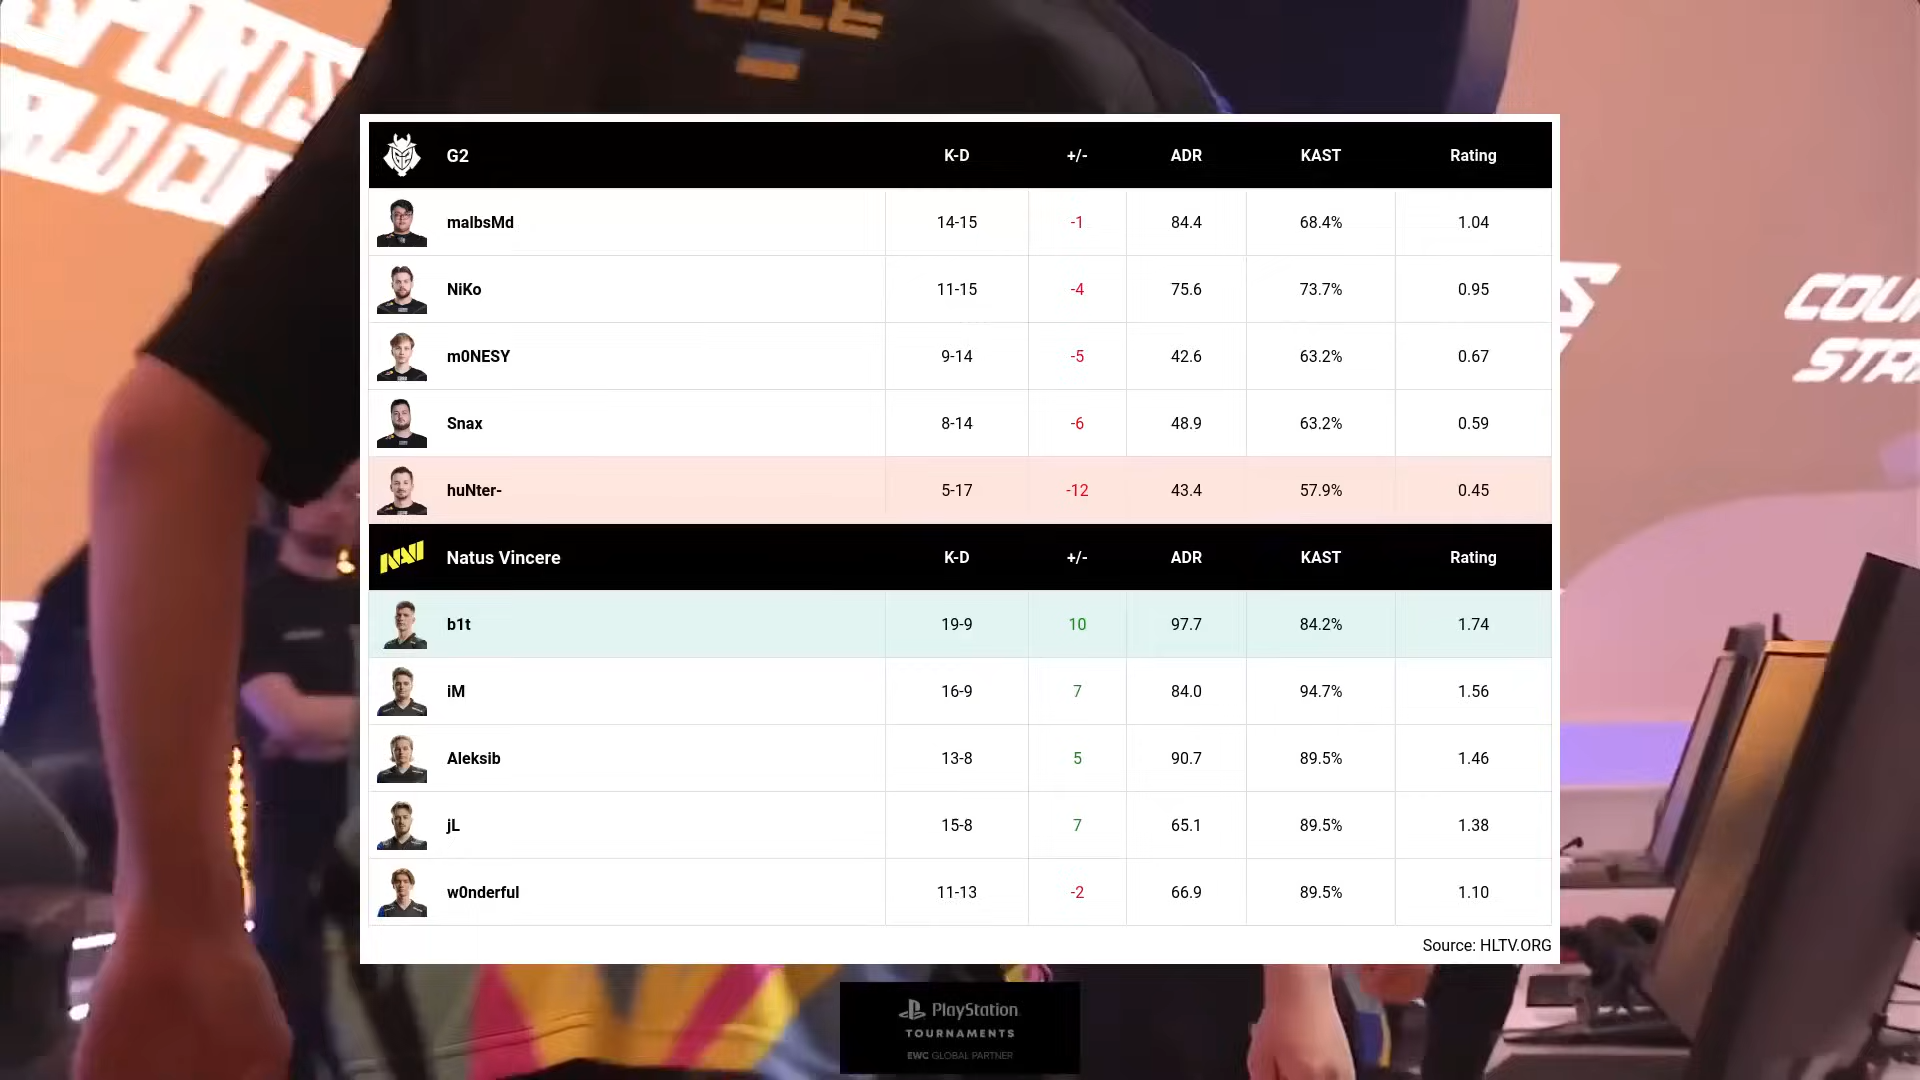 SPORTS
G2 K-D +/- ADR KAST Rating
malbsMd 14-15 -1 84.4 68.4% 1.04
NiKo 11-15 -4 75.6 73.7% 0.95
m0NESY 9-14 -5 42.6 63.2% 0.67
Snax 8-14 -6 48.9 63.2% 0.59
huNter- 5-17 -12 43.4 57.9% 0.45
NAVI Natus Vincere K-D +/- ADR KAST Rating
b1t 19-9 10 97.7 84.2% 1.74
iM 16-9 7 84.0 94.7% 1.56
Aleksib 13-8 5 90.7 89.5% 1.46
jL 15-8 7 65.1 89.5% 1.38
w0nderful 11-13 -2 66.9 89.5% 1.10
Source: HLTV.ORG
PlayStation
TOURNAMENTS
EWC GLOBAL PARTNER